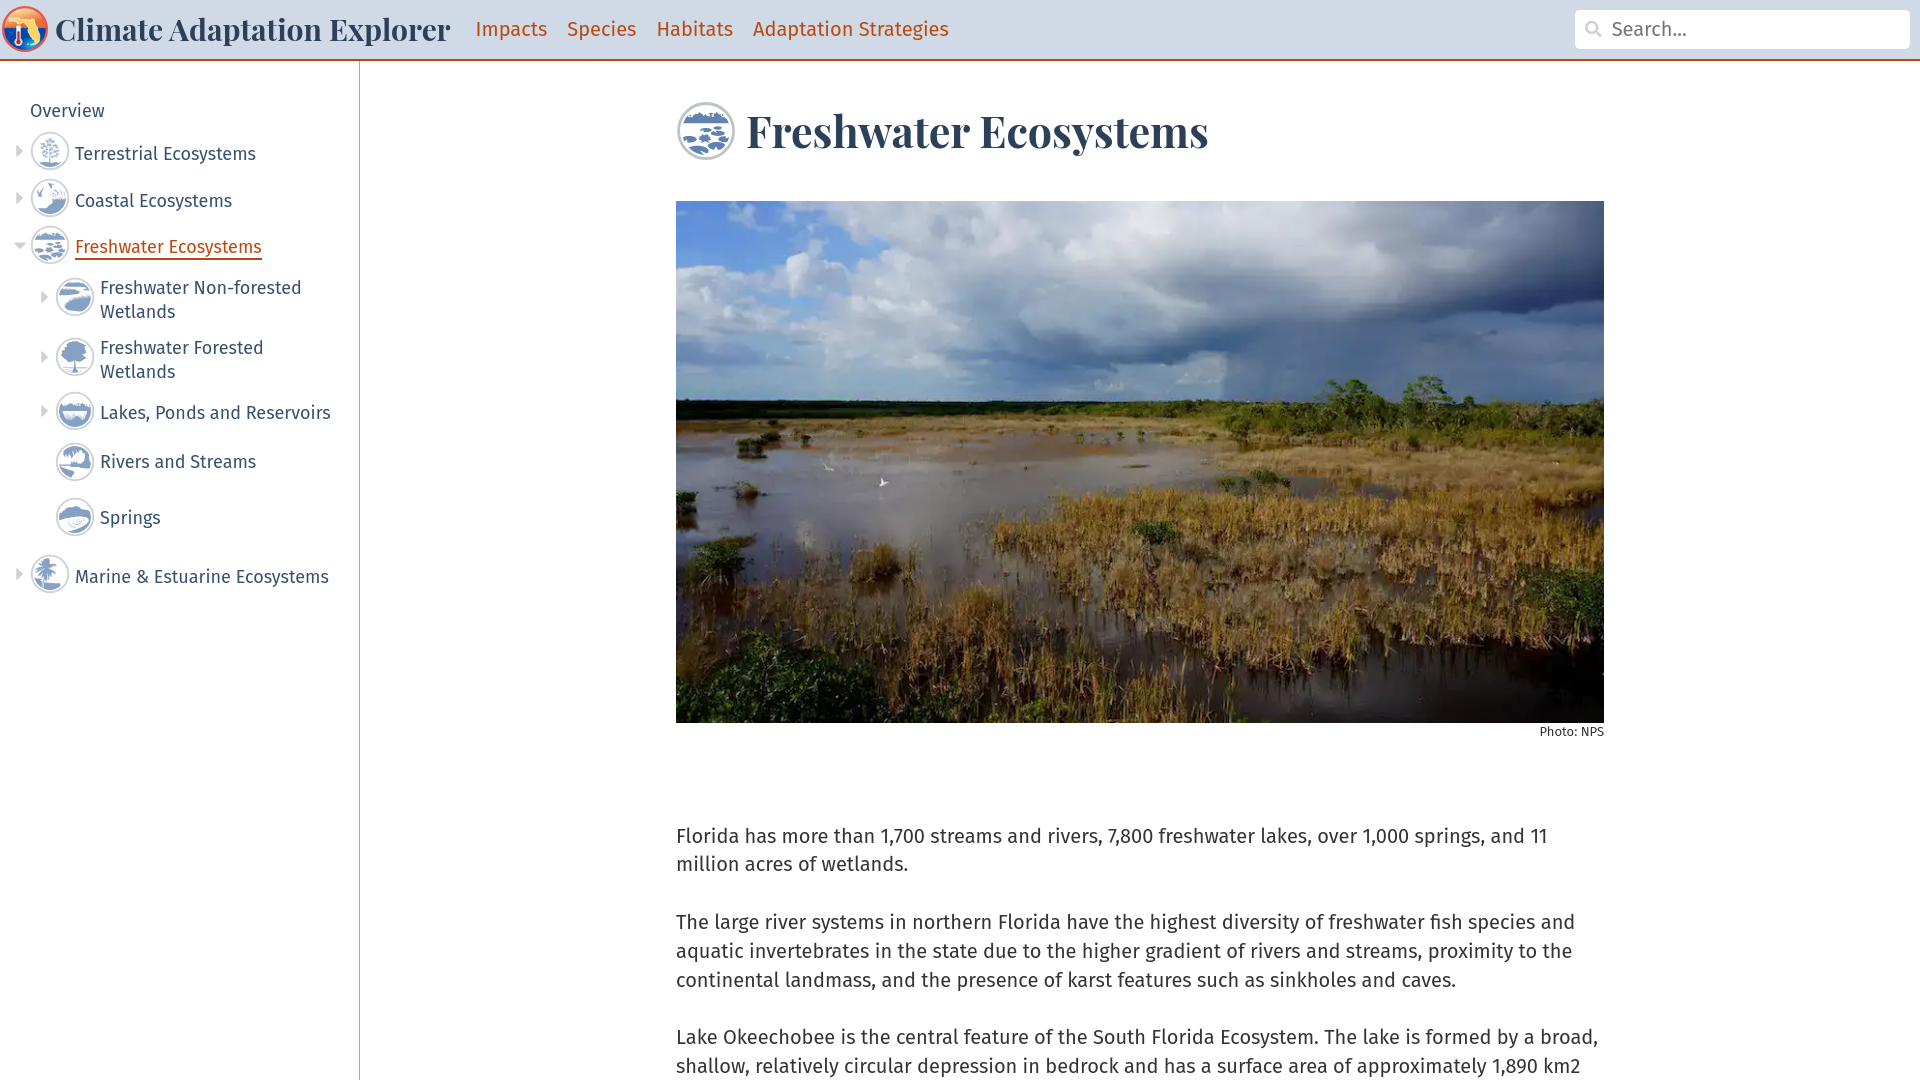 Climate Adaptation Explorer
Impacts
Species
Habitats
Adaptation Strategies
Search...
Overview
Terrestrial Ecosystems
Coastal Ecosystems
Freshwater Ecosystems
Freshwater Non-forested
Wetlands
Freshwater Forested
Wetlands
Lakes, Ponds and Reservoirs
Rivers and Streams
Springs
Marine & Estuarine Ecosystems
Freshwater Ecosystems
Photo: NPS
Florida has more than 1,700 streams and rivers, 7,800 freshwater lakes, over 1,000 springs, and 11
million acres of wetlands.
The large river systems in northern Florida have the highest diversity of freshwater fish species and
aquatic invertebrates in the state due to the higher gradient of rivers and streams, proximity to the
continental landmass, and the presence of karst features such as sinkholes and caves.
Lake Okeechobee is the central feature of the South Florida Ecosystem. The lake is formed by a broad,
shallow, relatively circular depression in bedrock and has a surface area of approximately 1,890 km2